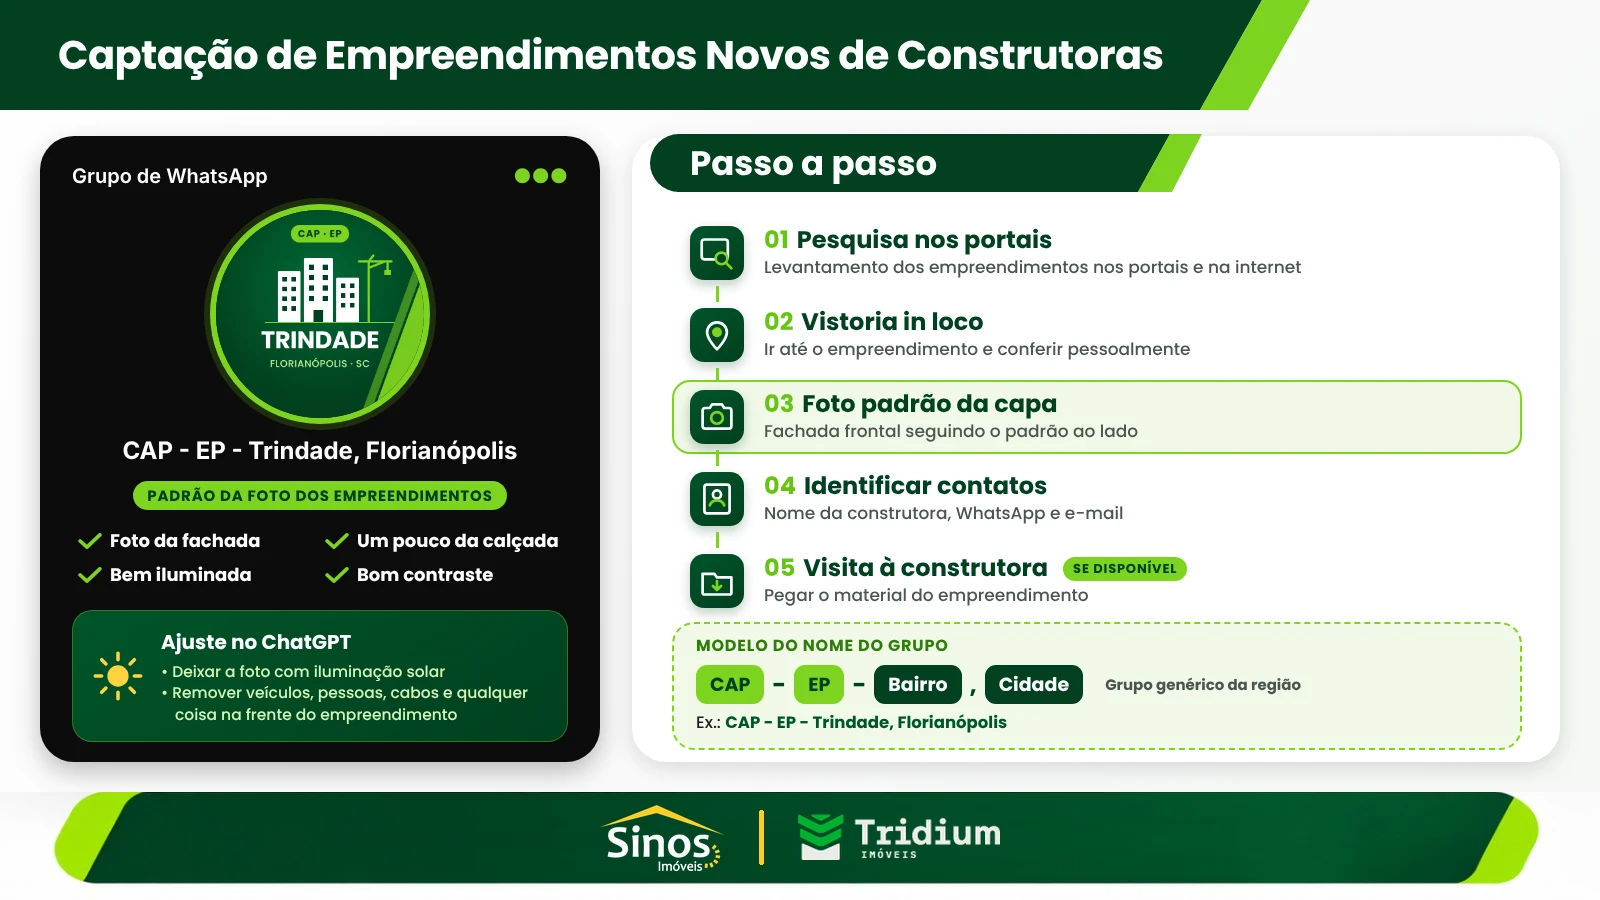 Captação de Empreendimentos Novos de Construtoras
Grupo de WhatsApp
CAP · EP
TRINDADE
FLORIANÓPOLIS · SC
CAP - EP - Trindade, Florianópolis
PADRÃO DA FOTO DOS EMPREENDIMENTOS
Foto da fachada
Um pouco da calçada
Bem iluminada
Bom contraste
Ajuste no ChatGPT
• Deixar a foto com iluminação solar
• Remover veículos, pessoas, cabos e qualquer
coisa na frente do empreendimento
Passo a passo
01 Pesquisa nos portais
Levantamento dos empreendimentos nos portais e na internet
02 Vistoria in loco
Ir até o empreendimento e conferir pessoalmente
03 Foto padrão da capa
Fachada frontal seguindo o padrão ao lado
04 Identificar contatos
Nome da construtora, WhatsApp e e-mail
05 Visita à construtora SE DISPONÍVEL
Pegar o material do empreendimento
MODELO DO NOME DO GRUPO
CAP - EP - Bairro , Cidade Grupo genérico da região
Ex.: CAP - EP - Trindade, Florianópolis
Sinos
Imóveis
Tridium
IMÓVEIS